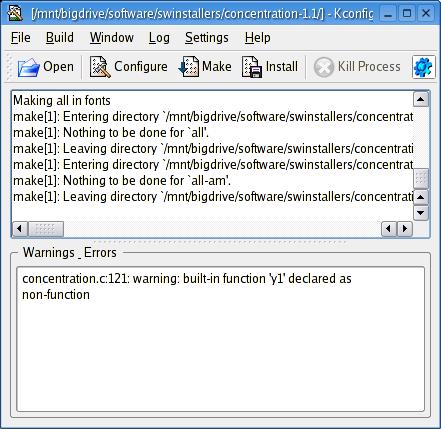 [/mnt/bigdrive/software/swinstallers/concentration-1.1/] - Kconfig
File Build Window Log Settings Help
Open Configure Make Install Kill Process
Making all in fonts
make[1]: Entering directory `/mnt/bigdrive/software/swinstallers/concentrat
make[1]: Nothing to be done for `all'.
make[1]: Leaving directory `/mnt/bigdrive/software/swinstallers/concentrati
make[1]: Entering directory `/mnt/bigdrive/software/swinstallers/concentrat
make[1]: Nothing to be done for `all-am'.
make[1]: Leaving directory `/mnt/bigdrive/software/swinstallers/concentrati
Warnings _ Errors
concentration.c:121: warning: built-in function 'y1' declared as
non-function